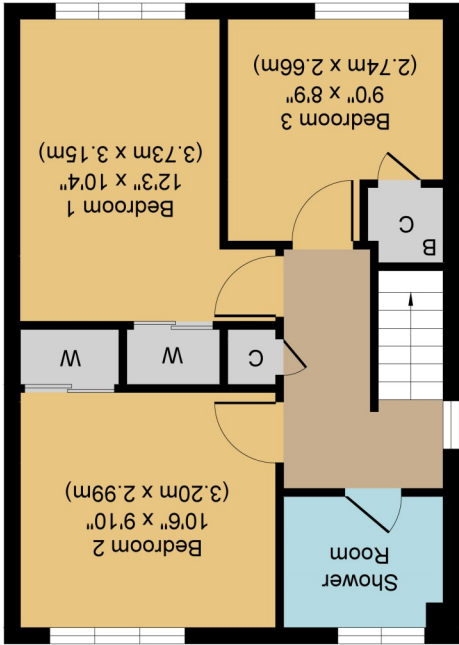 Shower
Room
Bedroom 2
10'6" x 9'10"
(3.20m x 2.99m)
C
W
W
B
C
Bedroom 3
9'0" x 8'9"
(2.74m x 2.66m)
Bedroom 1
12'3" x 10'4"
(3.73m x 3.15m)